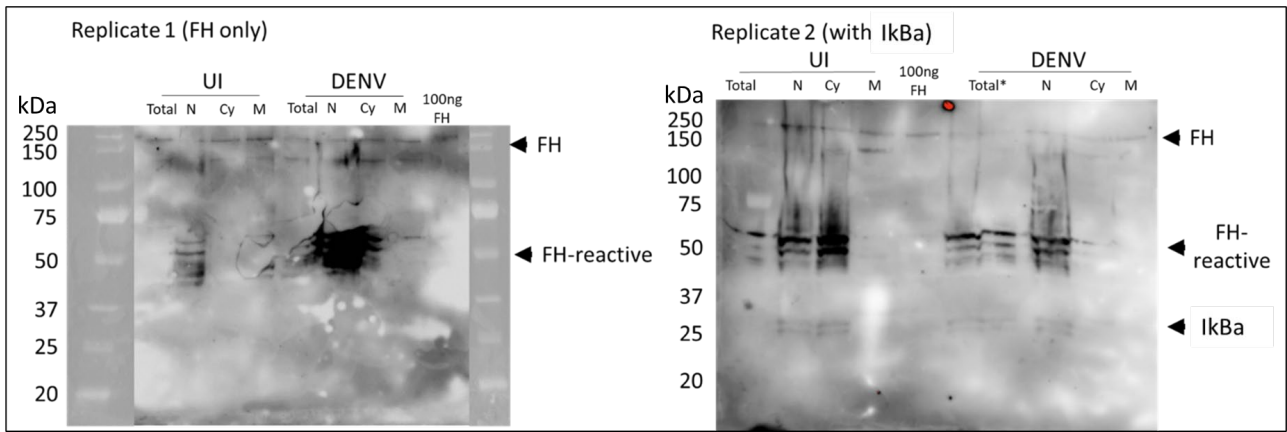 Replicate 1 (FH only)
UI
DENV
kDa
Total N Cy M Total N Cy M 100ng
FH
250
150
100
75
50
37
25
20
FH
FH-reactive
Replicate 2 (with IkBa)
UI
DENV
kDa
Total N Cy M 100ng
FH
Total* N Cy M
250
150
100
75
50
37
25
20
FH
FH-
reactive
IkBa